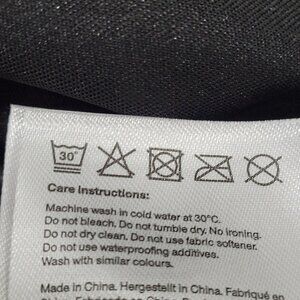 30°
Care instructions:
Machine wash in cold water at 30°C.
Do not bleach. Do not tumble dry. No ironing.
Do not dry clean. Do not use fabric softener.
Do not use waterproofing additives.
Wash with similar colours.
Made in China. Hergestellt in China. Fabriqué en